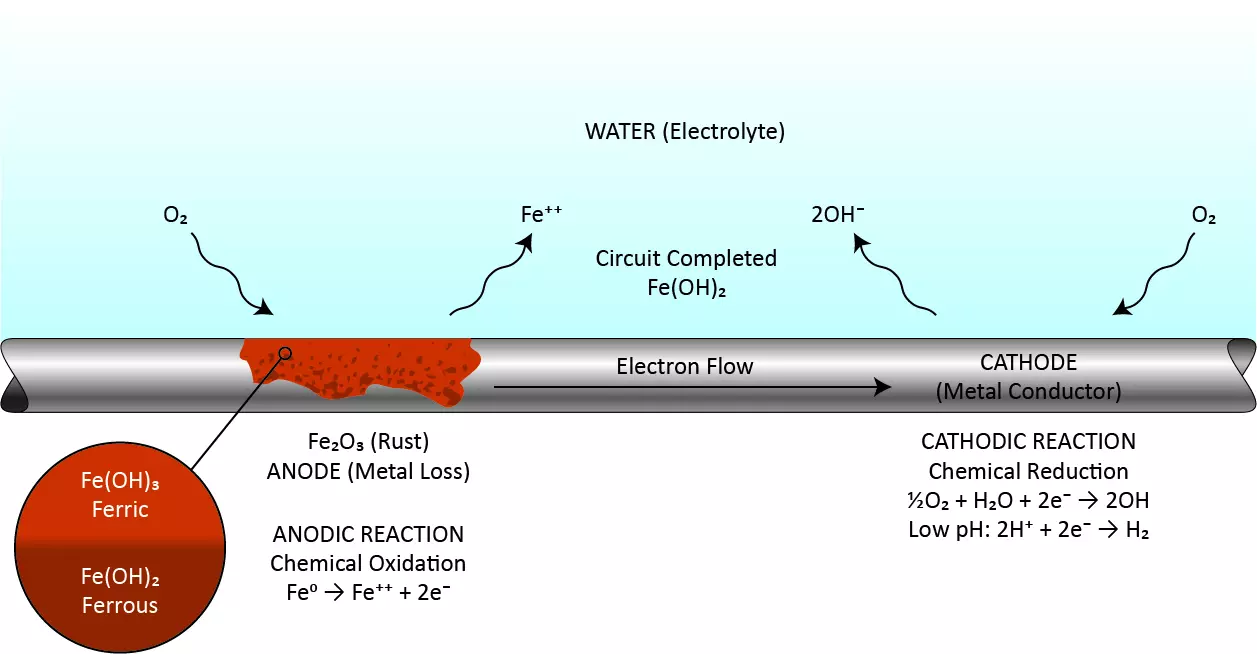 WATER (Electrolyte)
O₂
Fe⁺⁺
2OH⁻
O₂
Circuit Completed
Fe(OH)₂
Electron Flow
CATHODE
(Metal Conductor)
Fe₂O₃ (Rust)
ANODE (Metal Loss)
ANODIC REACTION
Chemical Oxidation
Fe⁰ → Fe⁺⁺ + 2e⁻
CATHODIC REACTION
Chemical Reduction
½O₂ + H₂O + 2e⁻ → 2OH
Low pH: 2H⁺ + 2e⁻ → H₂
Fe(OH)₃
Ferric
Fe(OH)₂
Ferrous